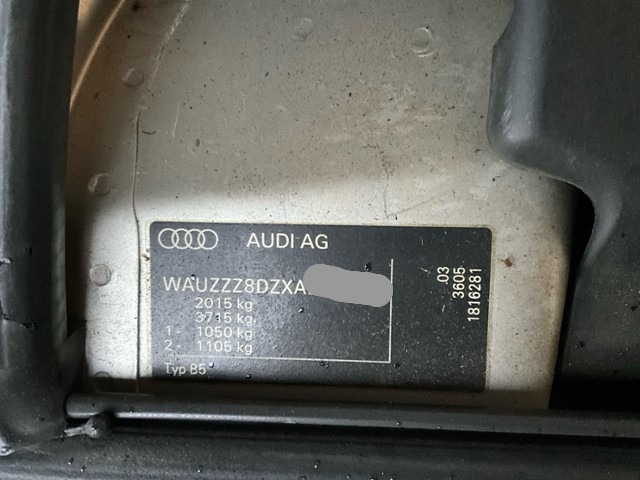 AUDI AG
WAUZZZ8DZXA
2015 kg
3715 kg
1- 1050 kg
2- 1105 kg
Typ B5
.03
3605
1816281